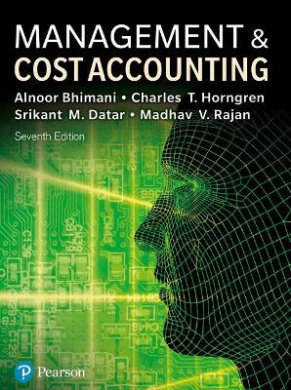 MANAGEMENT &
COST ACCOUNTING
Alnoor Bhimani • Charles T. Horngren
Srikant M. Datar • Madhav V. Rajan
Seventh Edition
Pearson